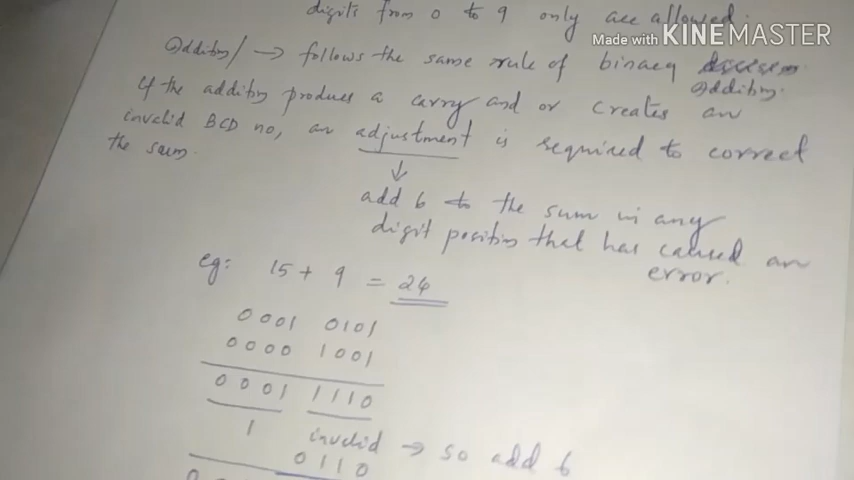 digits from 0 to 9 only are allowed.
Made with KINEMASTER
Addition/ → follows the same rule of binary
Addition.
If the addition produces a carry and or creates an
invalid BCD no, an adjustment is required to correct
the sum.
↓
add 6 to the sum in any
digit position that has caused an
error.
eg: 15 + 9 = 24
0001 0101
0000 1001
0001 1110
1 invalid → so add 6
0110